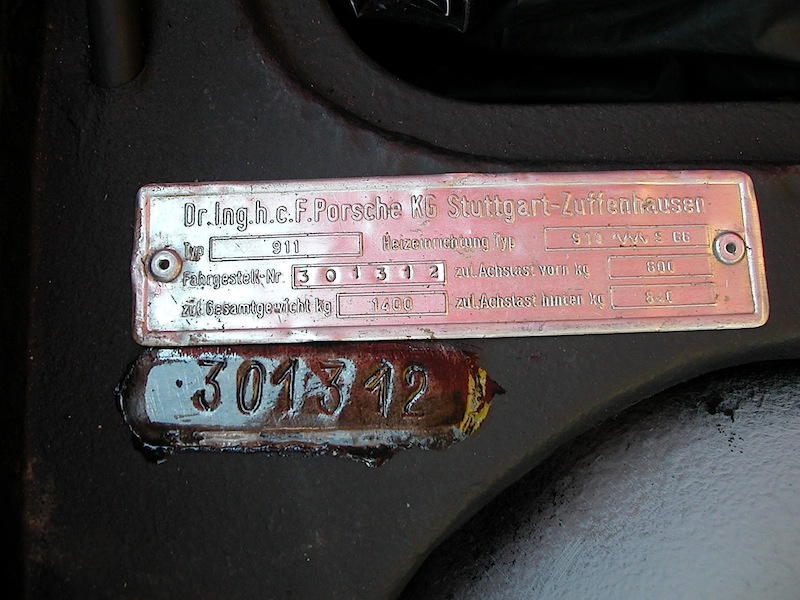 Dr.Ing.h.c.F.Porsche KG Stuttgart-Zuffenhausen
Typ 911 Heizeinrichtung Typ S 66
Fahrgestell-Nr. 301312 zul.Achslast vorn kg 600
zul.Gesamtgewicht kg 1400 zul.Achslast hinten kg
301312